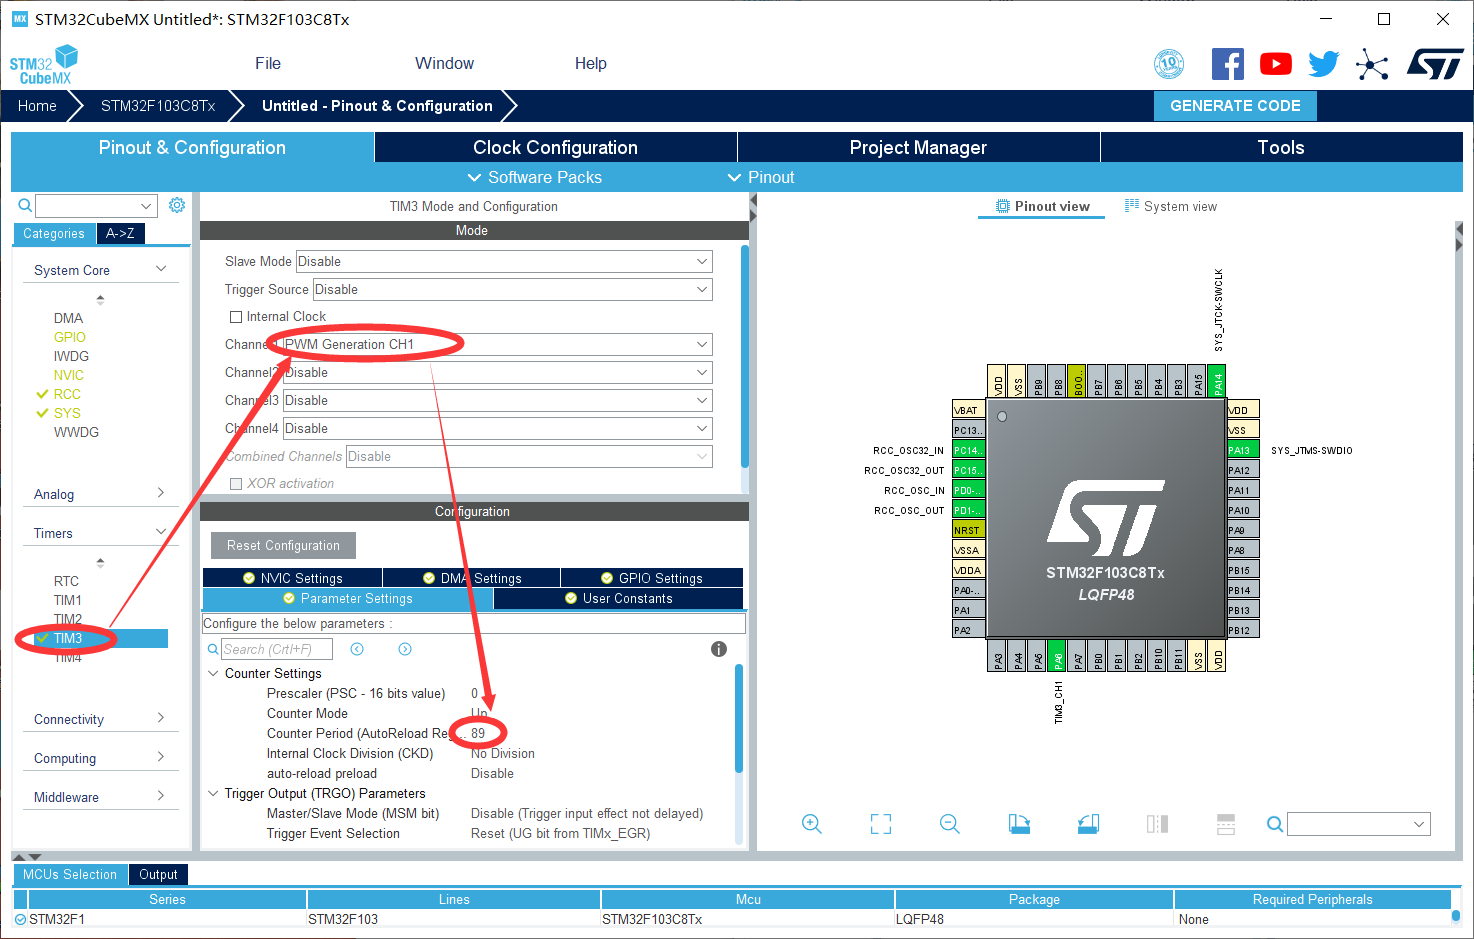 MX STM32CubeMX Untitled*: STM32F103C8Tx
STM32
CubeMX
File
Window
Help
10
Home
STM32F103C8Tx
Untitled - Pinout & Configuration
GENERATE CODE
Pinout & Configuration
Clock Configuration
Project Manager
Tools
Software Packs
Pinout
Categories
A->Z
System Core
DMA
GPIO
IWDG
NVIC
RCC
SYS
WWDG
Analog
Timers
RTC
TIM1
TIM2
TIM3
TIM4
Connectivity
Computing
Middleware
TIM3 Mode and Configuration
Mode
Slave Mode Disable
Trigger Source Disable
Internal Clock
Channel1 PWM Generation CH1
Channel2 Disable
Channel3 Disable
Channel4 Disable
Combined Channels Disable
XOR activation
Configuration
Reset Configuration
NVIC Settings
DMA Settings
GPIO Settings
Parameter Settings
User Constants
Configure the below parameters :
Search (Crtl+F)
Counter Settings
Prescaler (PSC - 16 bits value) 0
Counter Mode Up
Counter Period (AutoReload Reg... 89
Internal Clock Division (CKD) No Division
auto-reload preload Disable
Trigger Output (TRGO) Parameters
Master/Slave Mode (MSM bit) Disable (Trigger input effect not delayed)
Trigger Event Selection Reset (UG bit from TIMx_EGR)
Pinout view
System view
SYS_JTCK-SWCLK
VDD
VSS
PB9
PB8
BOO..
PB7
PB6
PB5
PB4
PB3
PA15
PA14
VBAT
PC13..
RCC_OSC32_IN PC14..
RCC_OSC32_OUT PC15..
RCC_OSC_IN PD0-..
RCC_OSC_OUT PD1-..
NRST
VSSA
VDDA
PA0-..
PA1
PA2
STM32F103C8Tx
LQFP48
VDD
VSS
PA13 SYS_JTMS-SWDIO
PA12
PA11
PA10
PA9
PA8
PB15
PB14
PB13
PB12
PA3
PA4
PA5
PA6
PA7
PB0
PB1
PB2
PB10
PB11
VSS
VDD
TIM3_CH1
MCUs Selection
Output
Series
Lines
Mcu
Package
Required Peripherals
STM32F1
STM32F103
STM32F103C8Tx
LQFP48
None